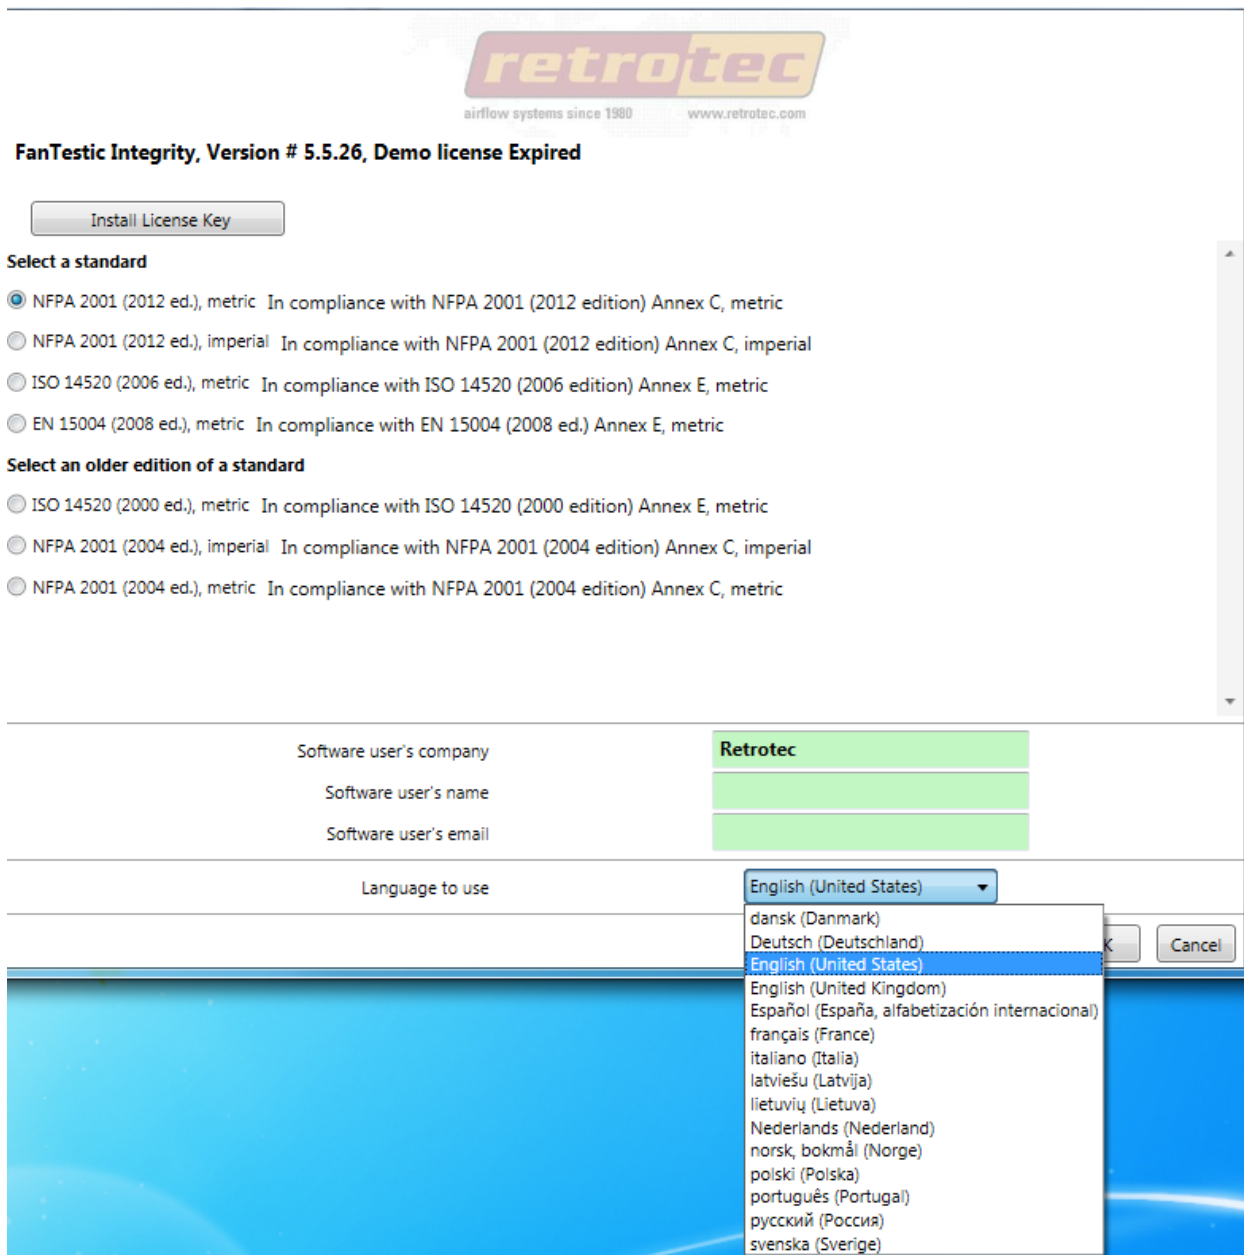 retrotec
airflow systems since 1980 www.retrotec.com
FanTestic Integrity, Version # 5.5.26, Demo license Expired
Install License Key
Select a standard
NFPA 2001 (2012 ed.), metric In compliance with NFPA 2001 (2012 edition) Annex C, metric
NFPA 2001 (2012 ed.), imperial In compliance with NFPA 2001 (2012 edition) Annex C, imperial
ISO 14520 (2006 ed.), metric In compliance with ISO 14520 (2006 edition) Annex E, metric
EN 15004 (2008 ed.), metric In compliance with EN 15004 (2008 ed.) Annex E, metric
Select an older edition of a standard
ISO 14520 (2000 ed.), metric In compliance with ISO 14520 (2000 edition) Annex E, metric
NFPA 2001 (2004 ed.), imperial In compliance with NFPA 2001 (2004 edition) Annex C, imperial
NFPA 2001 (2004 ed.), metric In compliance with NFPA 2001 (2004 edition) Annex C, metric
Software user's company Retrotec
Software user's name
Software user's email
Language to use English (United States)
dansk (Danmark)
Deutsch (Deutschland)
K Cancel
English (United States)
English (United Kingdom)
Español (España, alfabetización internacional)
français (France)
italiano (Italia)
latviešu (Latvija)
lietuvių (Lietuva)
Nederlands (Nederland)
norsk, bokmål (Norge)
polski (Polska)
português (Portugal)
русский (Россия)
svenska (Sverige)